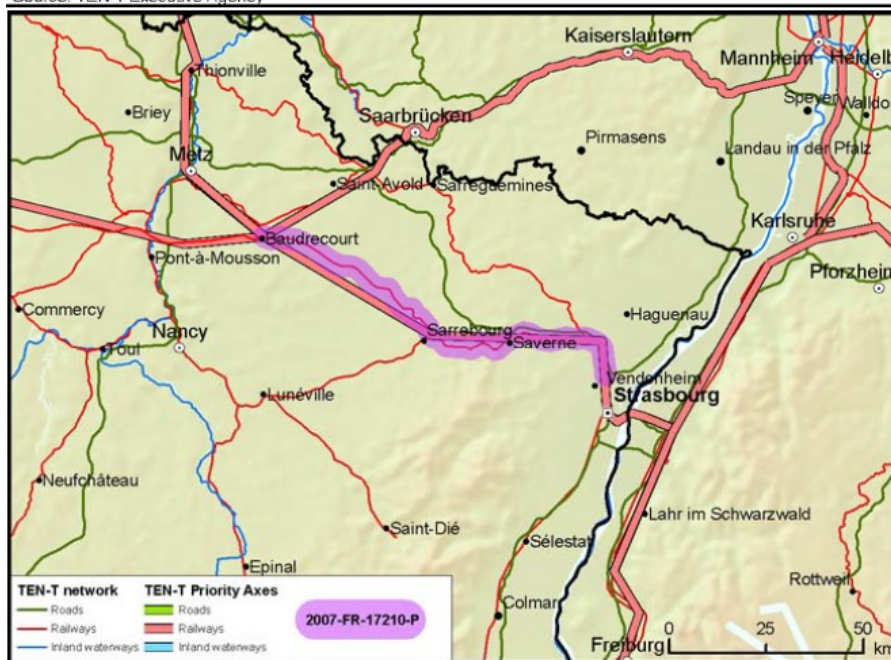 Source: TEN-T Executive Agency
Kaiserslautern
Mannheim
Heidelb
Thionville
Briey
Saarbrücken
Speyer
Walldo
Pirmasens
Landau in der Pfalz
Metz
Saint-Avold
Sarreguemines
Karlsruhe
Baudrecourt
Pont-à-Mousson
Pforzheim
Commercy
Haguenau
Nancy
Sarrebourg
Saverne
Toul
Vendenheim
Lunéville
Strasbourg
Neufchâteau
Saint-Dié
Lahr im Schwarzwald
Sélestat
Epinal
Rottweil
Colmar
Freiburg
TEN-T network
Roads
Railways
Inland waterways
TEN-T Priority Axes
Roads
Railways
Inland waterways
2007-FR-17210-P
0 25 50
km